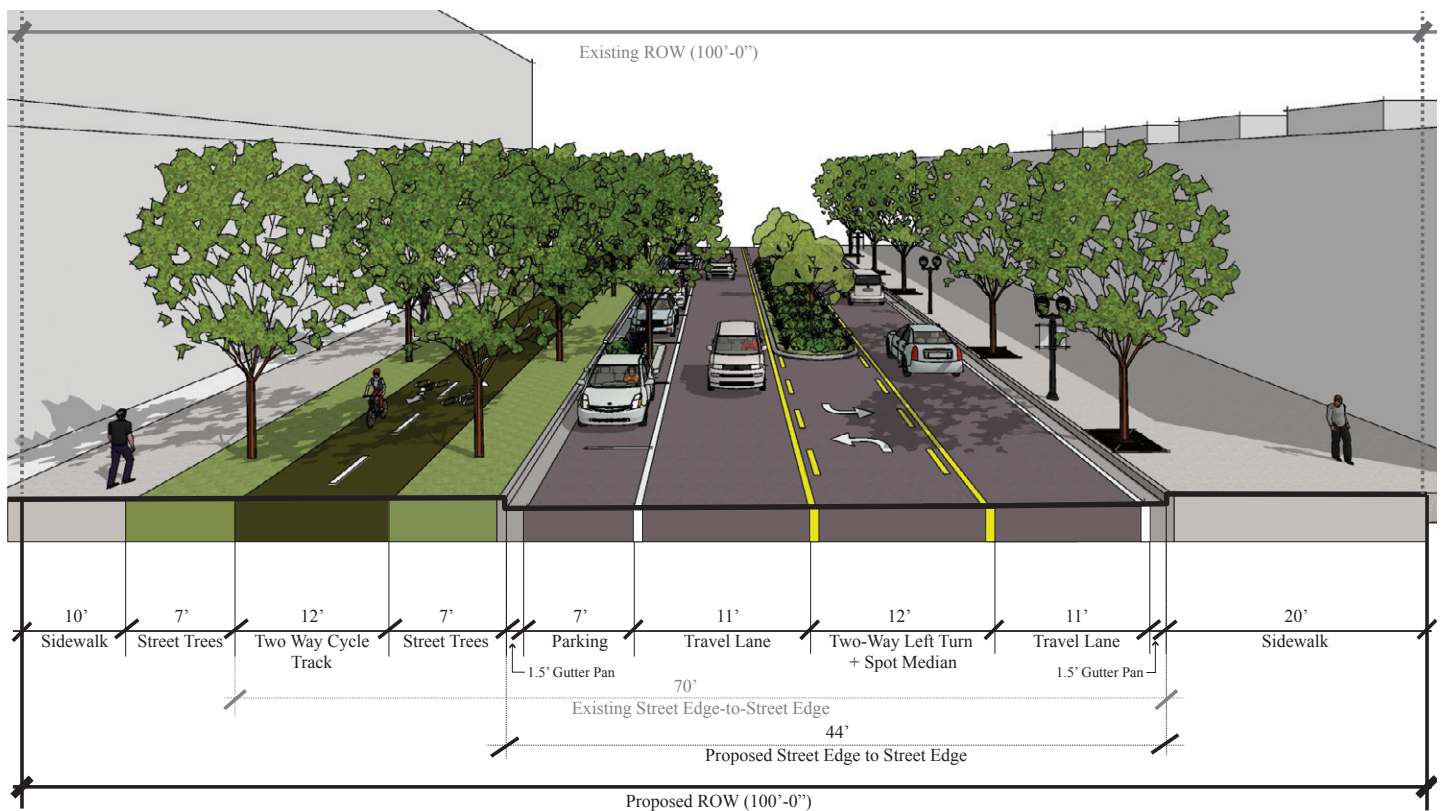 Existing ROW (100’-0”)
10’
7’
12’
7’
7’
11’
12’
11’
20’
Sidewalk
Street Trees
Two Way Cycle
Track
Street Trees
Parking
Travel Lane
Two-Way Left Turn
+ Spot Median
Travel Lane
Sidewalk
1.5’ Gutter Pan
1.5’ Gutter Pan
70’
Existing Street Edge-to-Street Edge
44’
Proposed Street Edge to Street Edge
Proposed ROW (100’-0”)